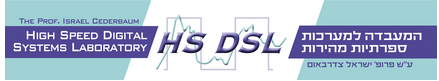 THE PROF. ISRAEL CEDERBAUM
HIGH SPEED DIGITAL
SYSTEMS LABORATORY
HS DSL
המעבדה למערכות
ספרתיות מהירות
ע"ש פרופ' ישראל צדרבאום